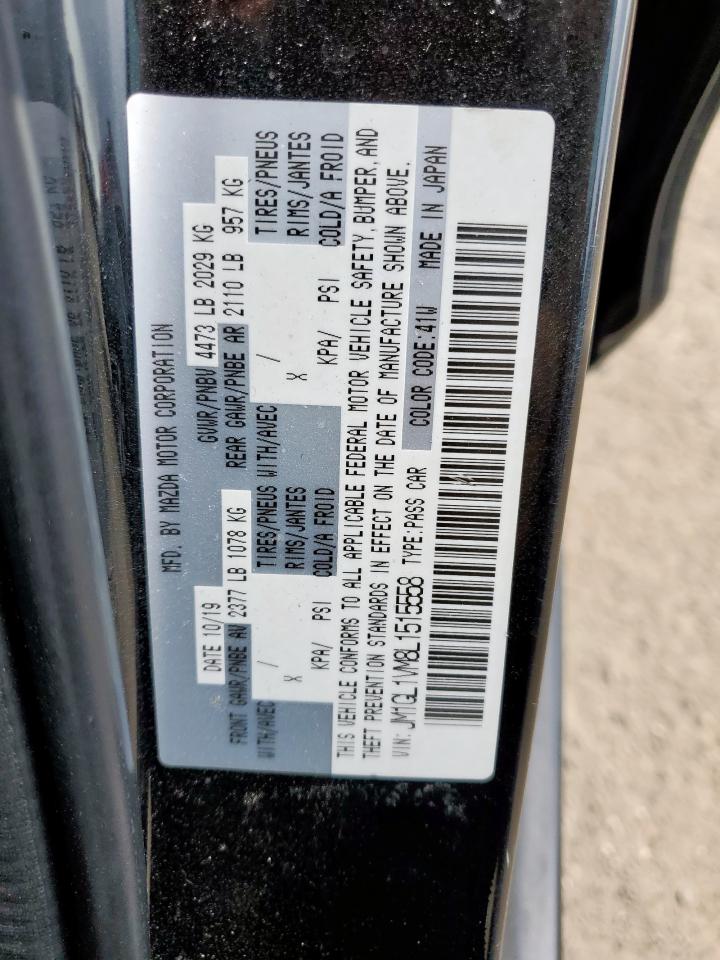 MFD. BY MAZDA MOTOR CORPORATION
DATE 10/19 GVWR/PNBV 4473 LB 2029 KG
FRONT GAWR/PNBE AV 2377 LB 1078 KG REAR GAWR/PNBE AR 2110 LB 957 KG
WITH/AVEC TIRES/PNEUS WITH/AVEC TIRES/PNEUS
X / RIMS/JANTES X / RIMS/JANTES
KPA/ PSI COLD/A FROID KPA/ PSI COLD/A FROID
THIS VEHICLE CONFORMS TO ALL APPLICABLE FEDERAL MOTOR VEHICLE SAFETY, BUMPER, AND
THEFT PREVENTION STANDARDS IN EFFECT ON THE DATE OF MANUFACTURE SHOWN ABOVE.
VIN: JM1GL1VM8L1515558 TYPE:PASS CAR COLOR CODE:41W MADE IN JAPAN